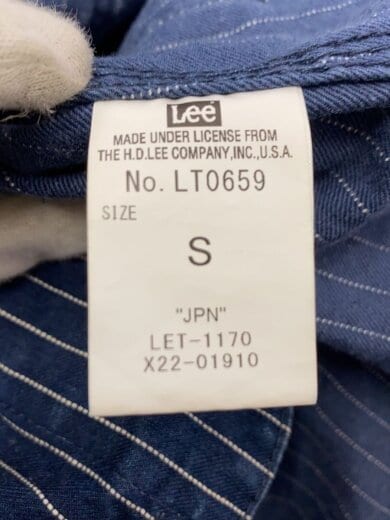 Lee
MADE UNDER LICENSE FROM
THE H.D.LEE COMPANY,INC.,U.S.A.
No. LT0659
SIZE
S
"JPN"
LET-1170
X22-01910